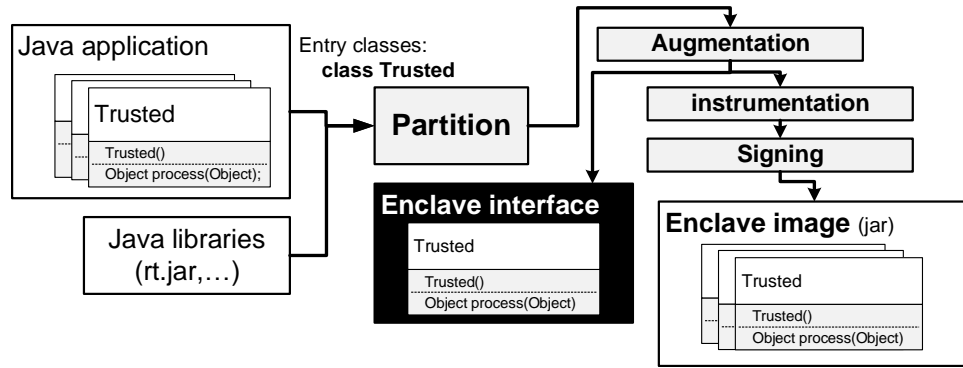 Java application
Trusted
Trusted()
Object process(Object);
Java libraries
(rt.jar,…)
Entry classes:
class Trusted
Partition
Augmentation
instrumentation
Signing
Enclave interface
Trusted
Trusted()
Object process(Object)
Enclave image (jar)
Trusted
Trusted()
Object process(Object)